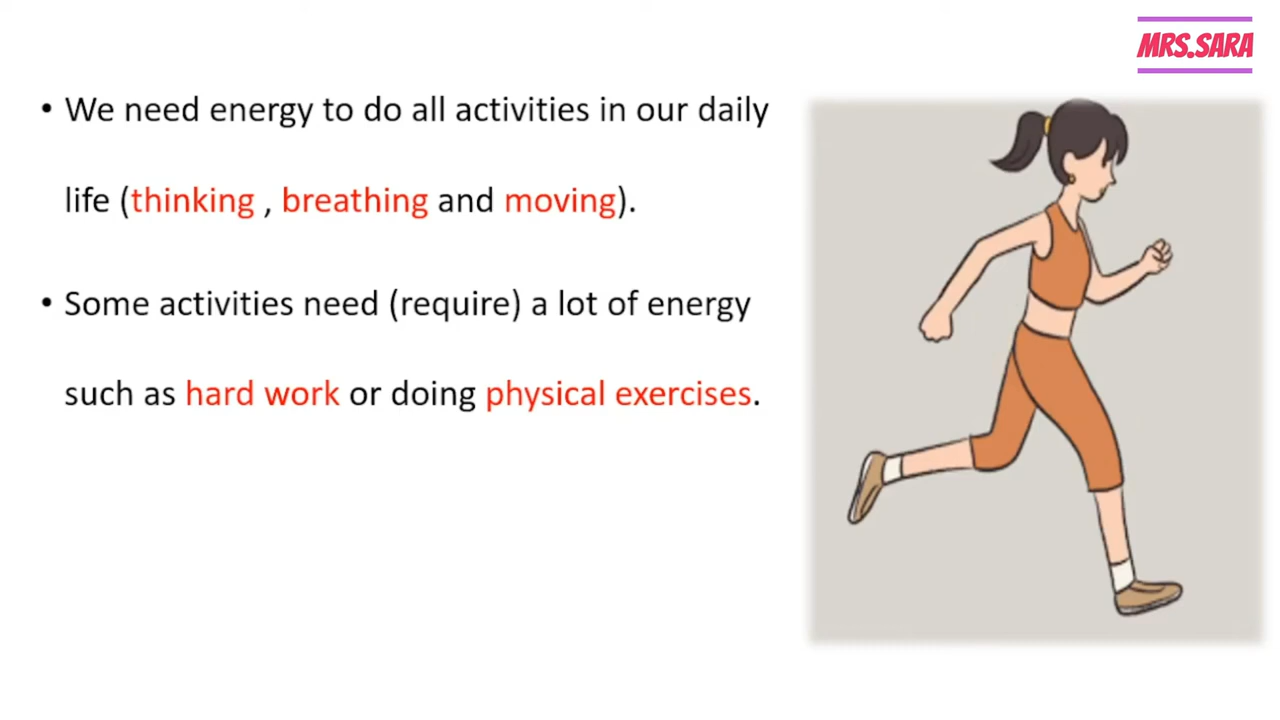 MRS.SARA
• We need energy to do all activities in our daily
life (thinking , breathing and moving).
• Some activities need (require) a lot of energy
such as hard work or doing physical exercises.